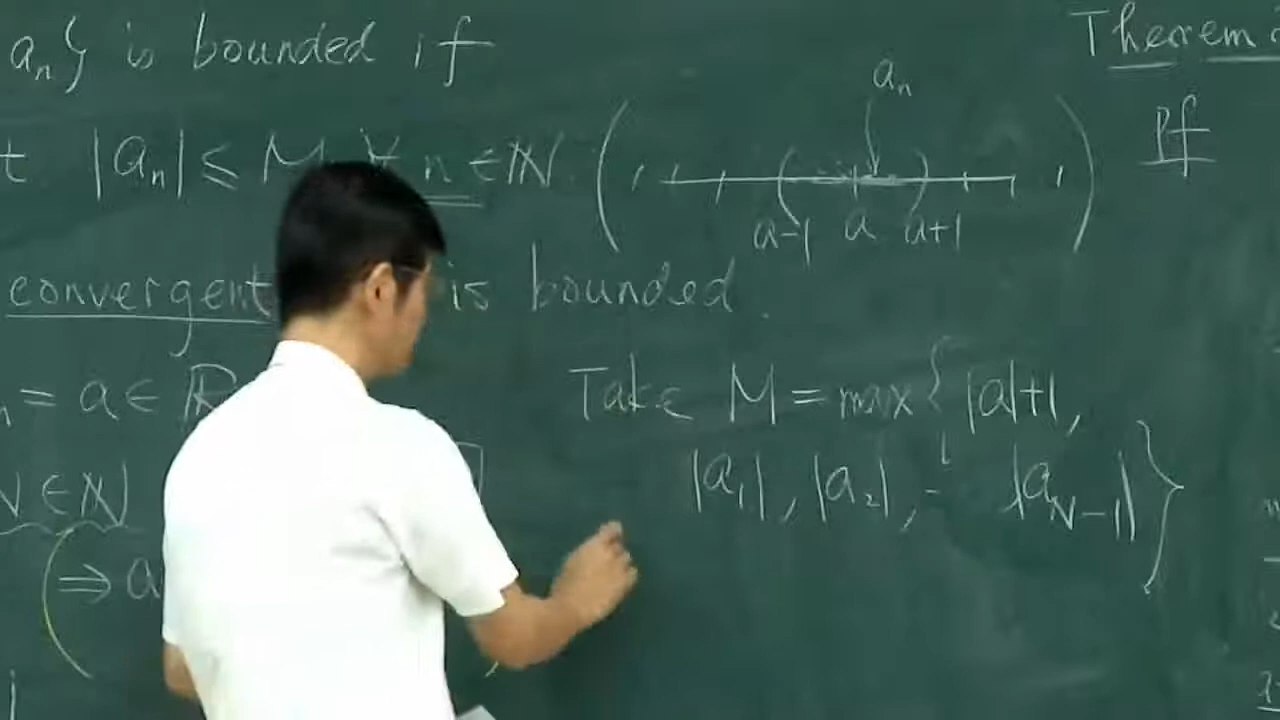 aₙ} is bounded if
t |aₙ| ≤ M ∀ n ∈ ℕ
aₙ
a-1 a a+1
convergent is bounded.
n = a ∈ ℝ
N ∈ ℕ
⇒ a
Take M = max { |a|+1,
|a₁|, |a₂|, … |a_{N-1}| }
Theorem
Pf